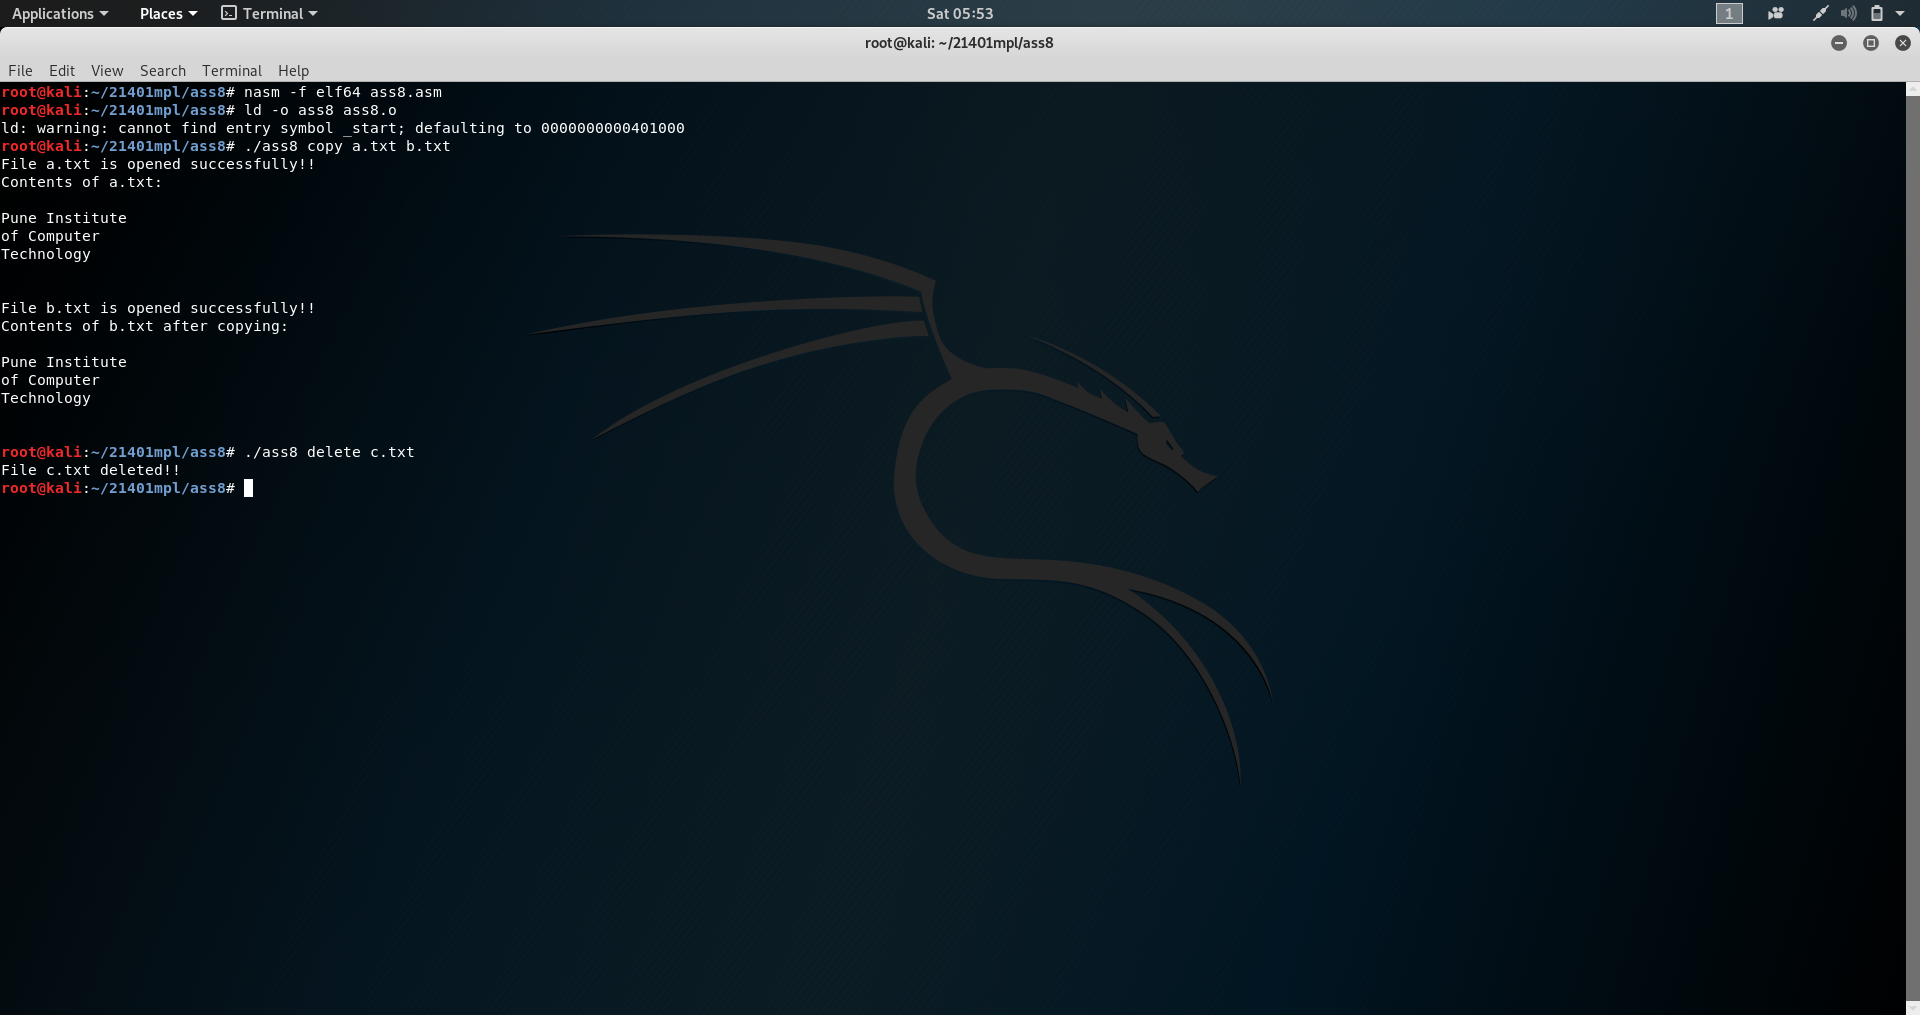 Applications Places Terminal Sat 05:53 1
root@kali: ~/21401mpl/ass8
File Edit View Search Terminal Help
root@kali:~/21401mpl/ass8# nasm -f elf64 ass8.asm
root@kali:~/21401mpl/ass8# ld -o ass8 ass8.o
ld: warning: cannot find entry symbol _start; defaulting to 0000000000401000
root@kali:~/21401mpl/ass8# ./ass8 copy a.txt b.txt
File a.txt is opened successfully!!
Contents of a.txt:
Pune Institute
of Computer
Technology
File b.txt is opened successfully!!
Contents of b.txt after copying:
Pune Institute
of Computer
Technology
root@kali:~/21401mpl/ass8# ./ass8 delete c.txt
File c.txt deleted!!
root@kali:~/21401mpl/ass8#